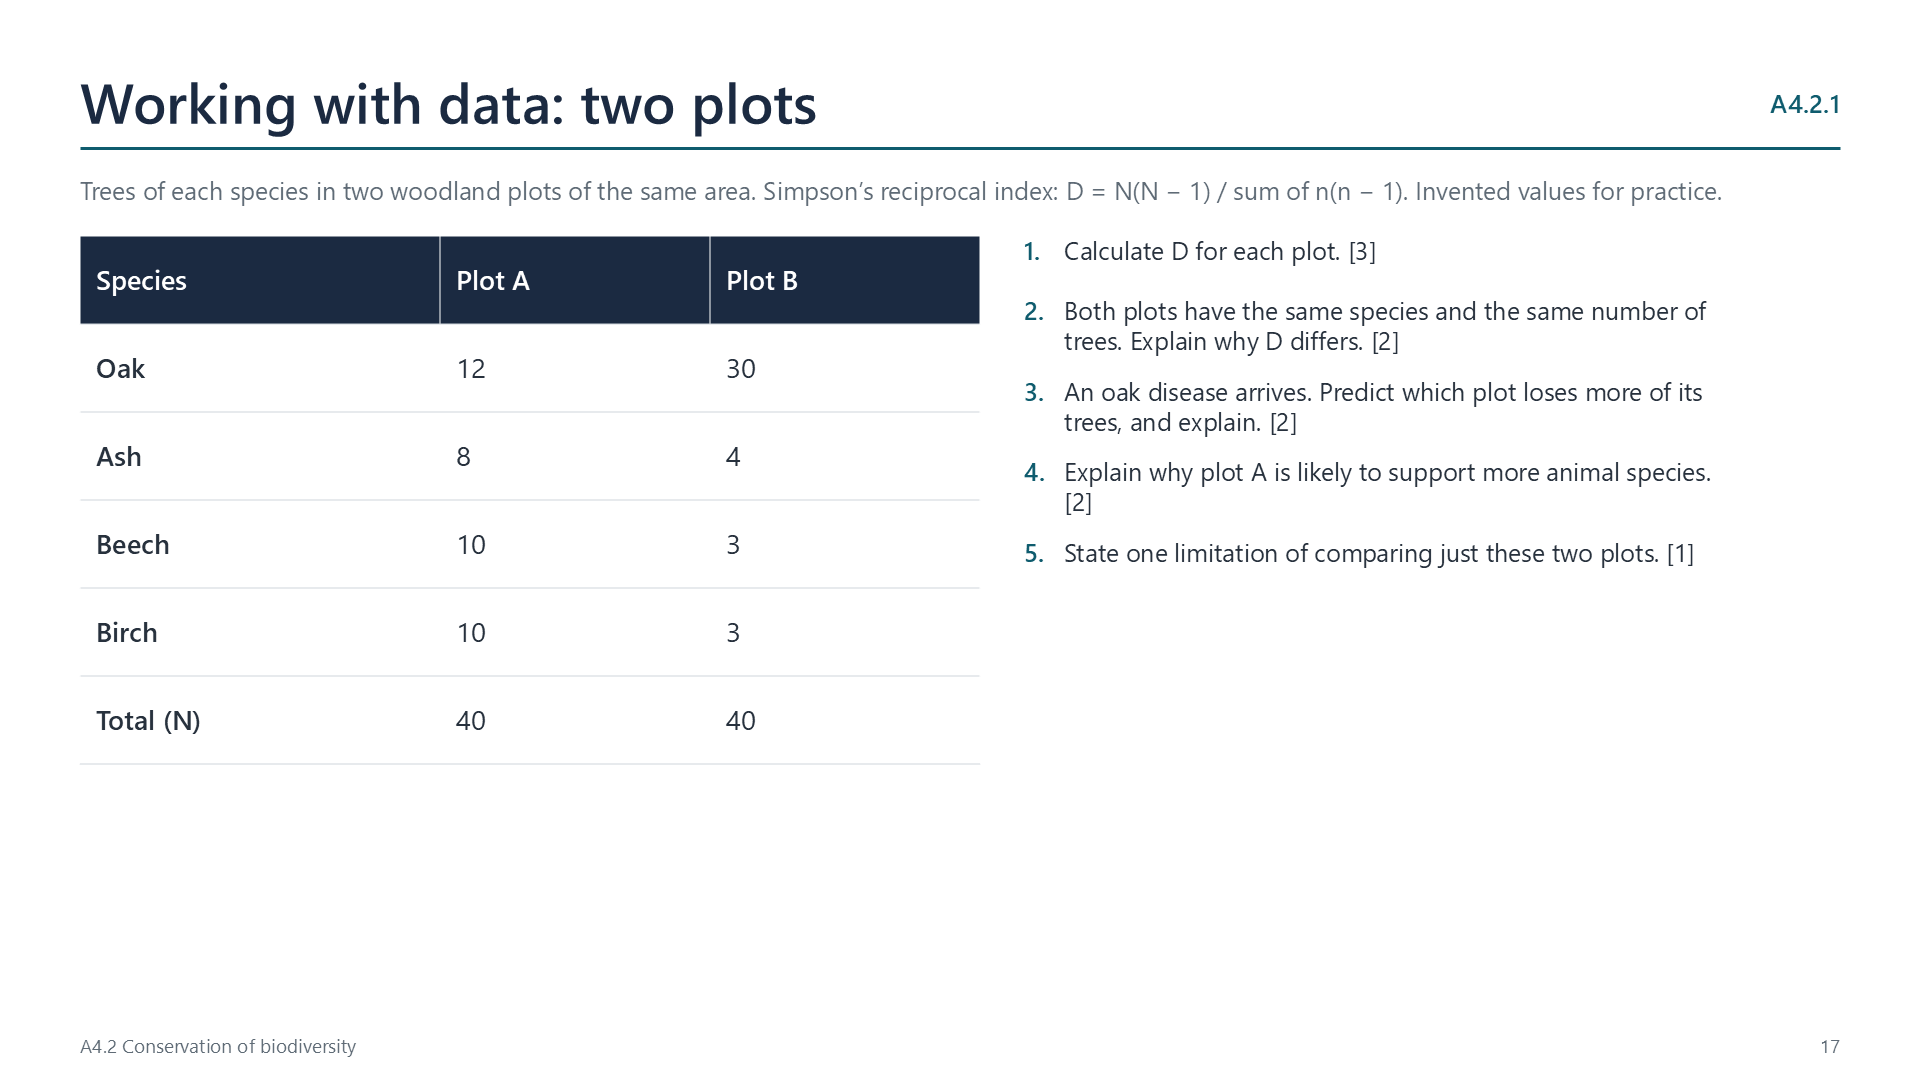 Working with data: two plots
A4.2.1
Trees of each species in two woodland plots of the same area. Simpson’s reciprocal index: D = N(N − 1) / sum of n(n − 1). Invented values for practice.
Species Plot A Plot B
Oak 12 30
Ash 8 4
Beech 10 3
Birch 10 3
Total (N) 40 40
1. Calculate D for each plot. [3]
2. Both plots have the same species and the same number of
trees. Explain why D differs. [2]
3. An oak disease arrives. Predict which plot loses more of its
trees, and explain. [2]
4. Explain why plot A is likely to support more animal species.
[2]
5. State one limitation of comparing just these two plots. [1]
A4.2 Conservation of biodiversity
17